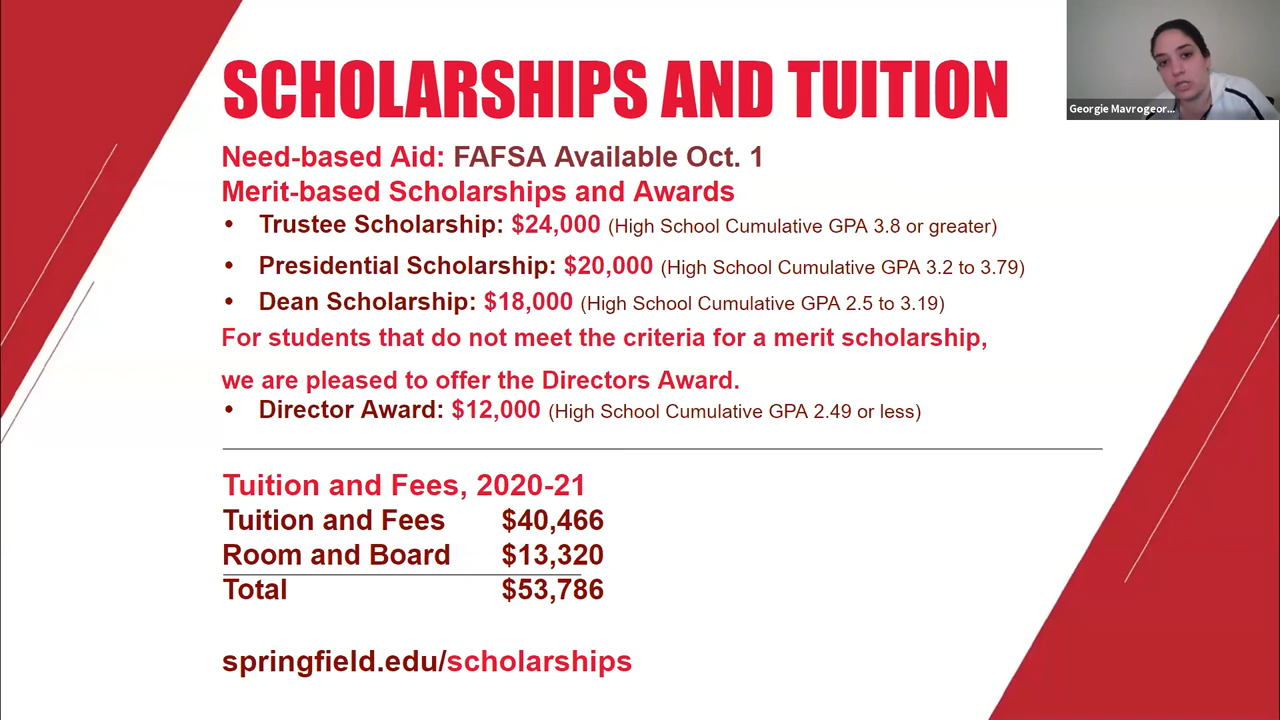 SCHOLARSHIPS AND TUITION
Georgie Mavrogeor...
Need-based Aid: FAFSA Available Oct. 1
Merit-based Scholarships and Awards
• Trustee Scholarship: $24,000 (High School Cumulative GPA 3.8 or greater)
• Presidential Scholarship: $20,000 (High School Cumulative GPA 3.2 to 3.79)
• Dean Scholarship: $18,000 (High School Cumulative GPA 2.5 to 3.19)
For students that do not meet the criteria for a merit scholarship,
we are pleased to offer the Directors Award.
• Director Award: $12,000 (High School Cumulative GPA 2.49 or less)
Tuition and Fees, 2020-21
Tuition and Fees $40,466
Room and Board $13,320
Total $53,786
springfield.edu/scholarships